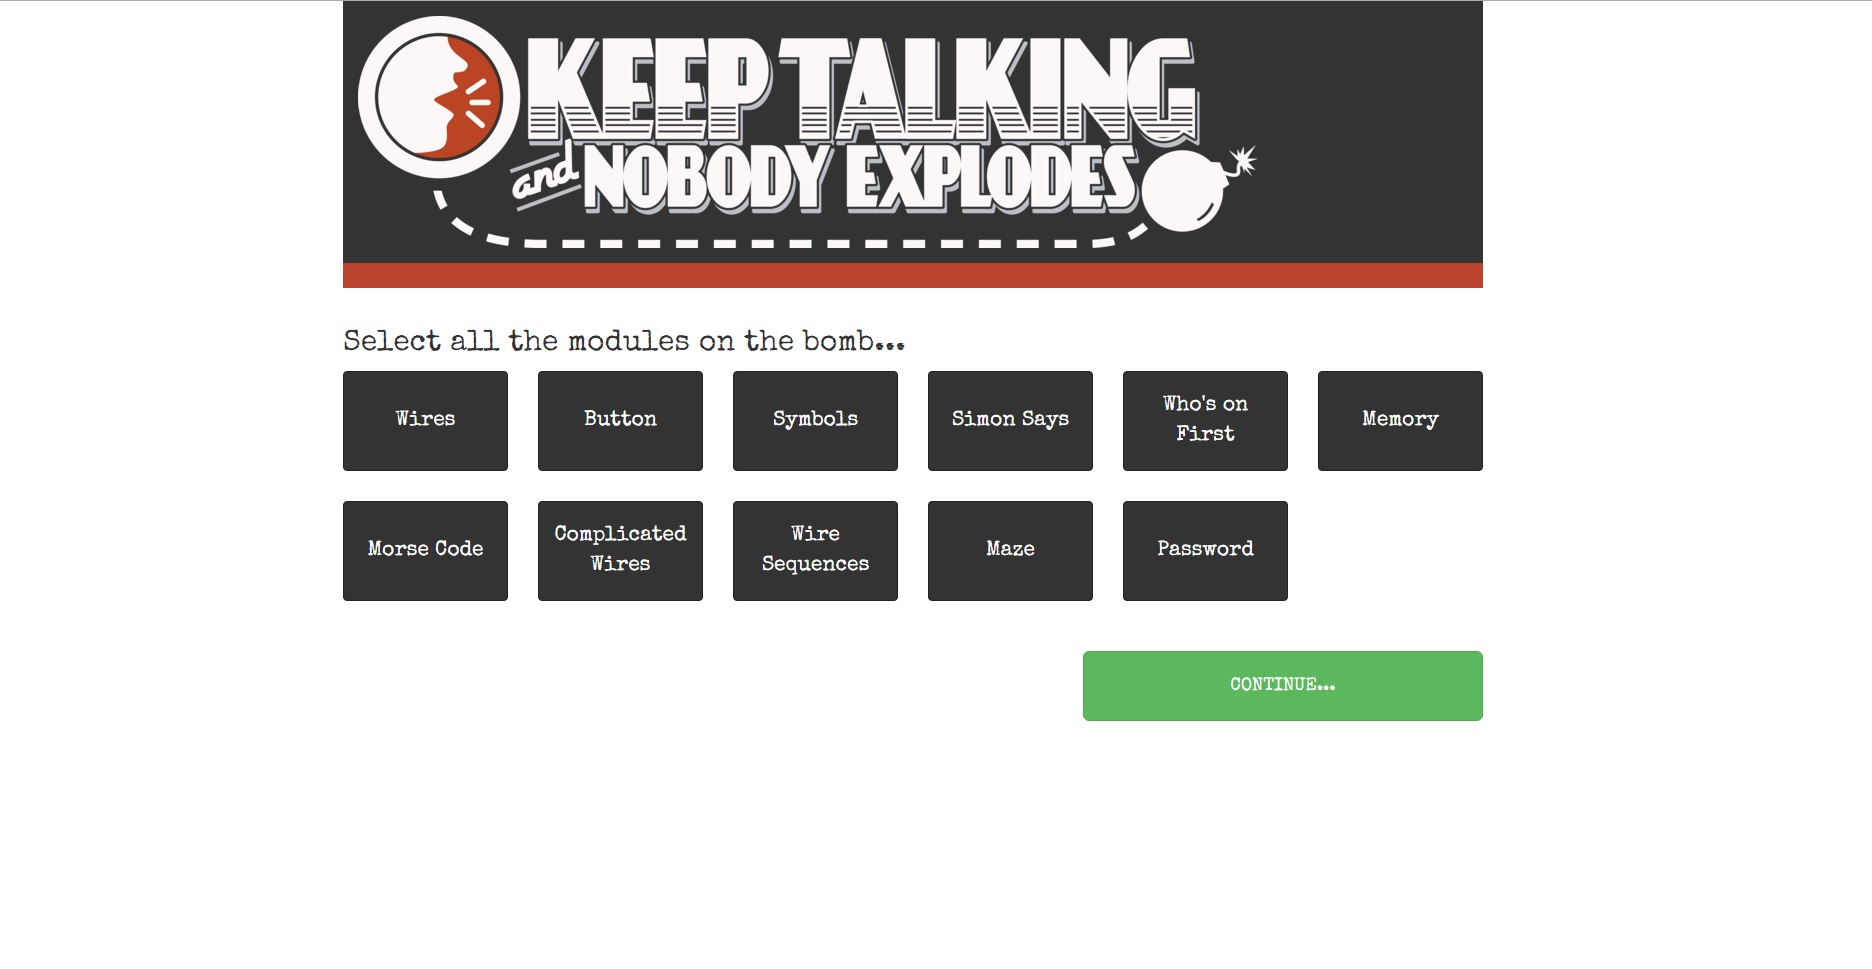 KEEP TALKING
and NOBODY EXPLODES
Select all the modules on the bomb...
Wires
Button
Symbols
Simon Says
Who's on
First
Memory
Morse Code
Complicated
Wires
Wire
Sequences
Maze
Password
CONTINUE...